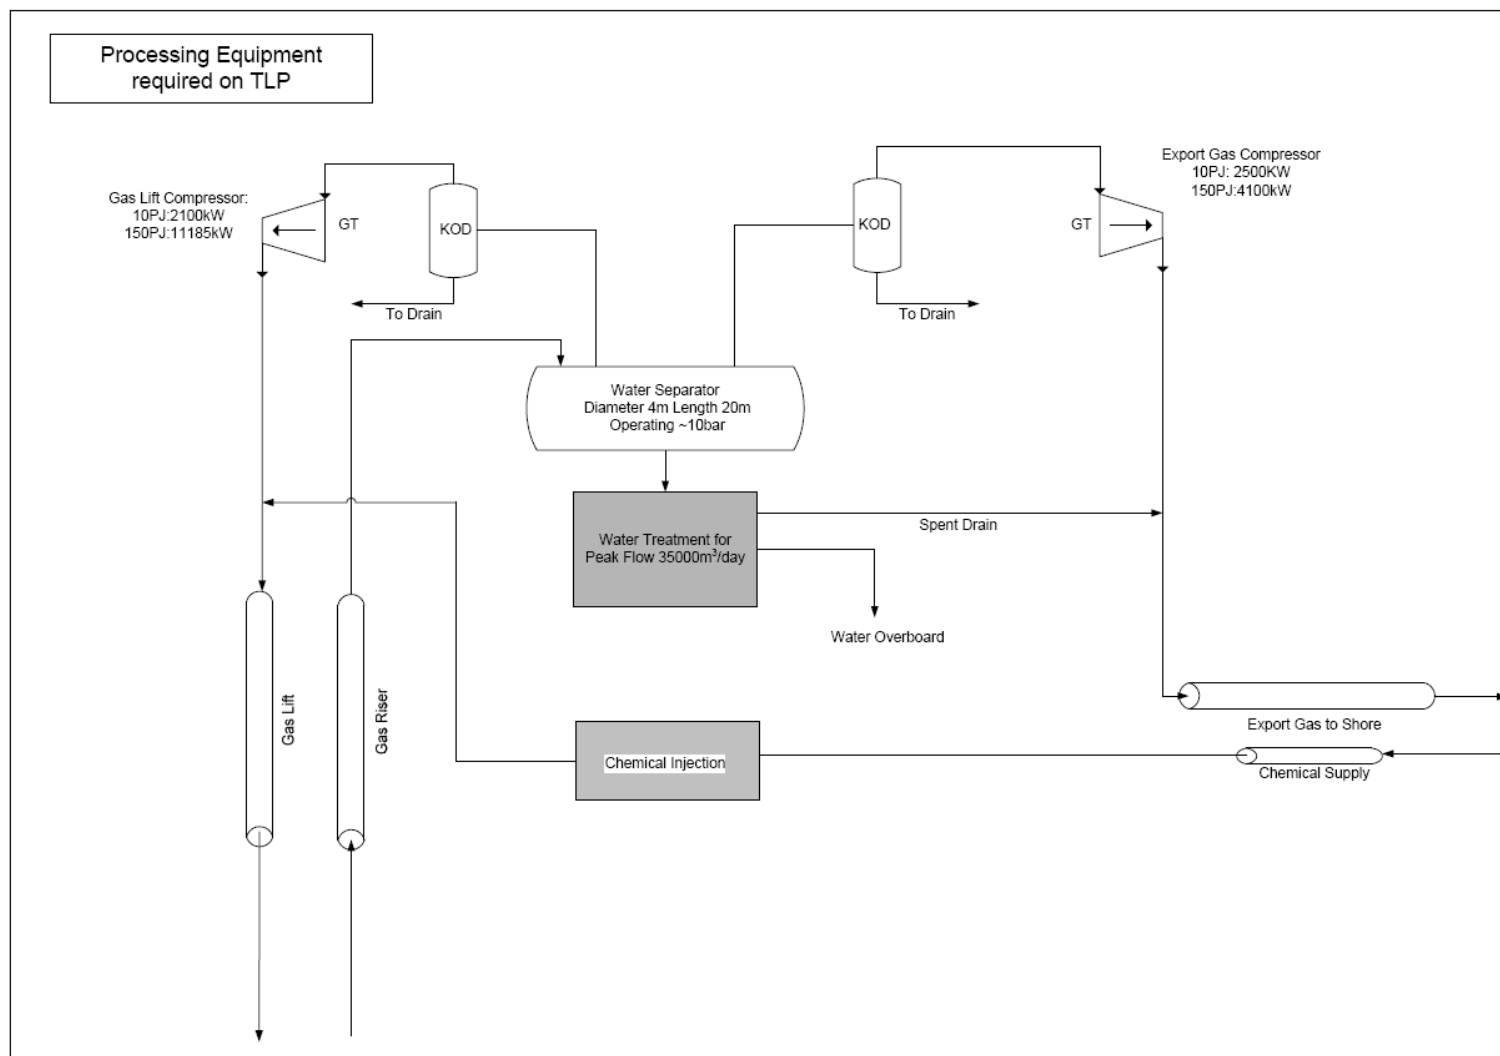 Processing Equipment
required on TLP
Gas Lift Compressor:
10PJ:2100kW
150PJ:11185kW
GT
KOD
To Drain
KOD
To Drain
GT
Export Gas Compressor
10PJ: 2500KW
150PJ:4100kW
Water Separator
Diameter 4m Length 20m
Operating ~10bar
Water Treatment for
Peak Flow 35000m³/day
Spent Drain
Water Overboard
Gas Lift
Gas Riser
Chemical Injection
Export Gas to Shore
Chemical Supply